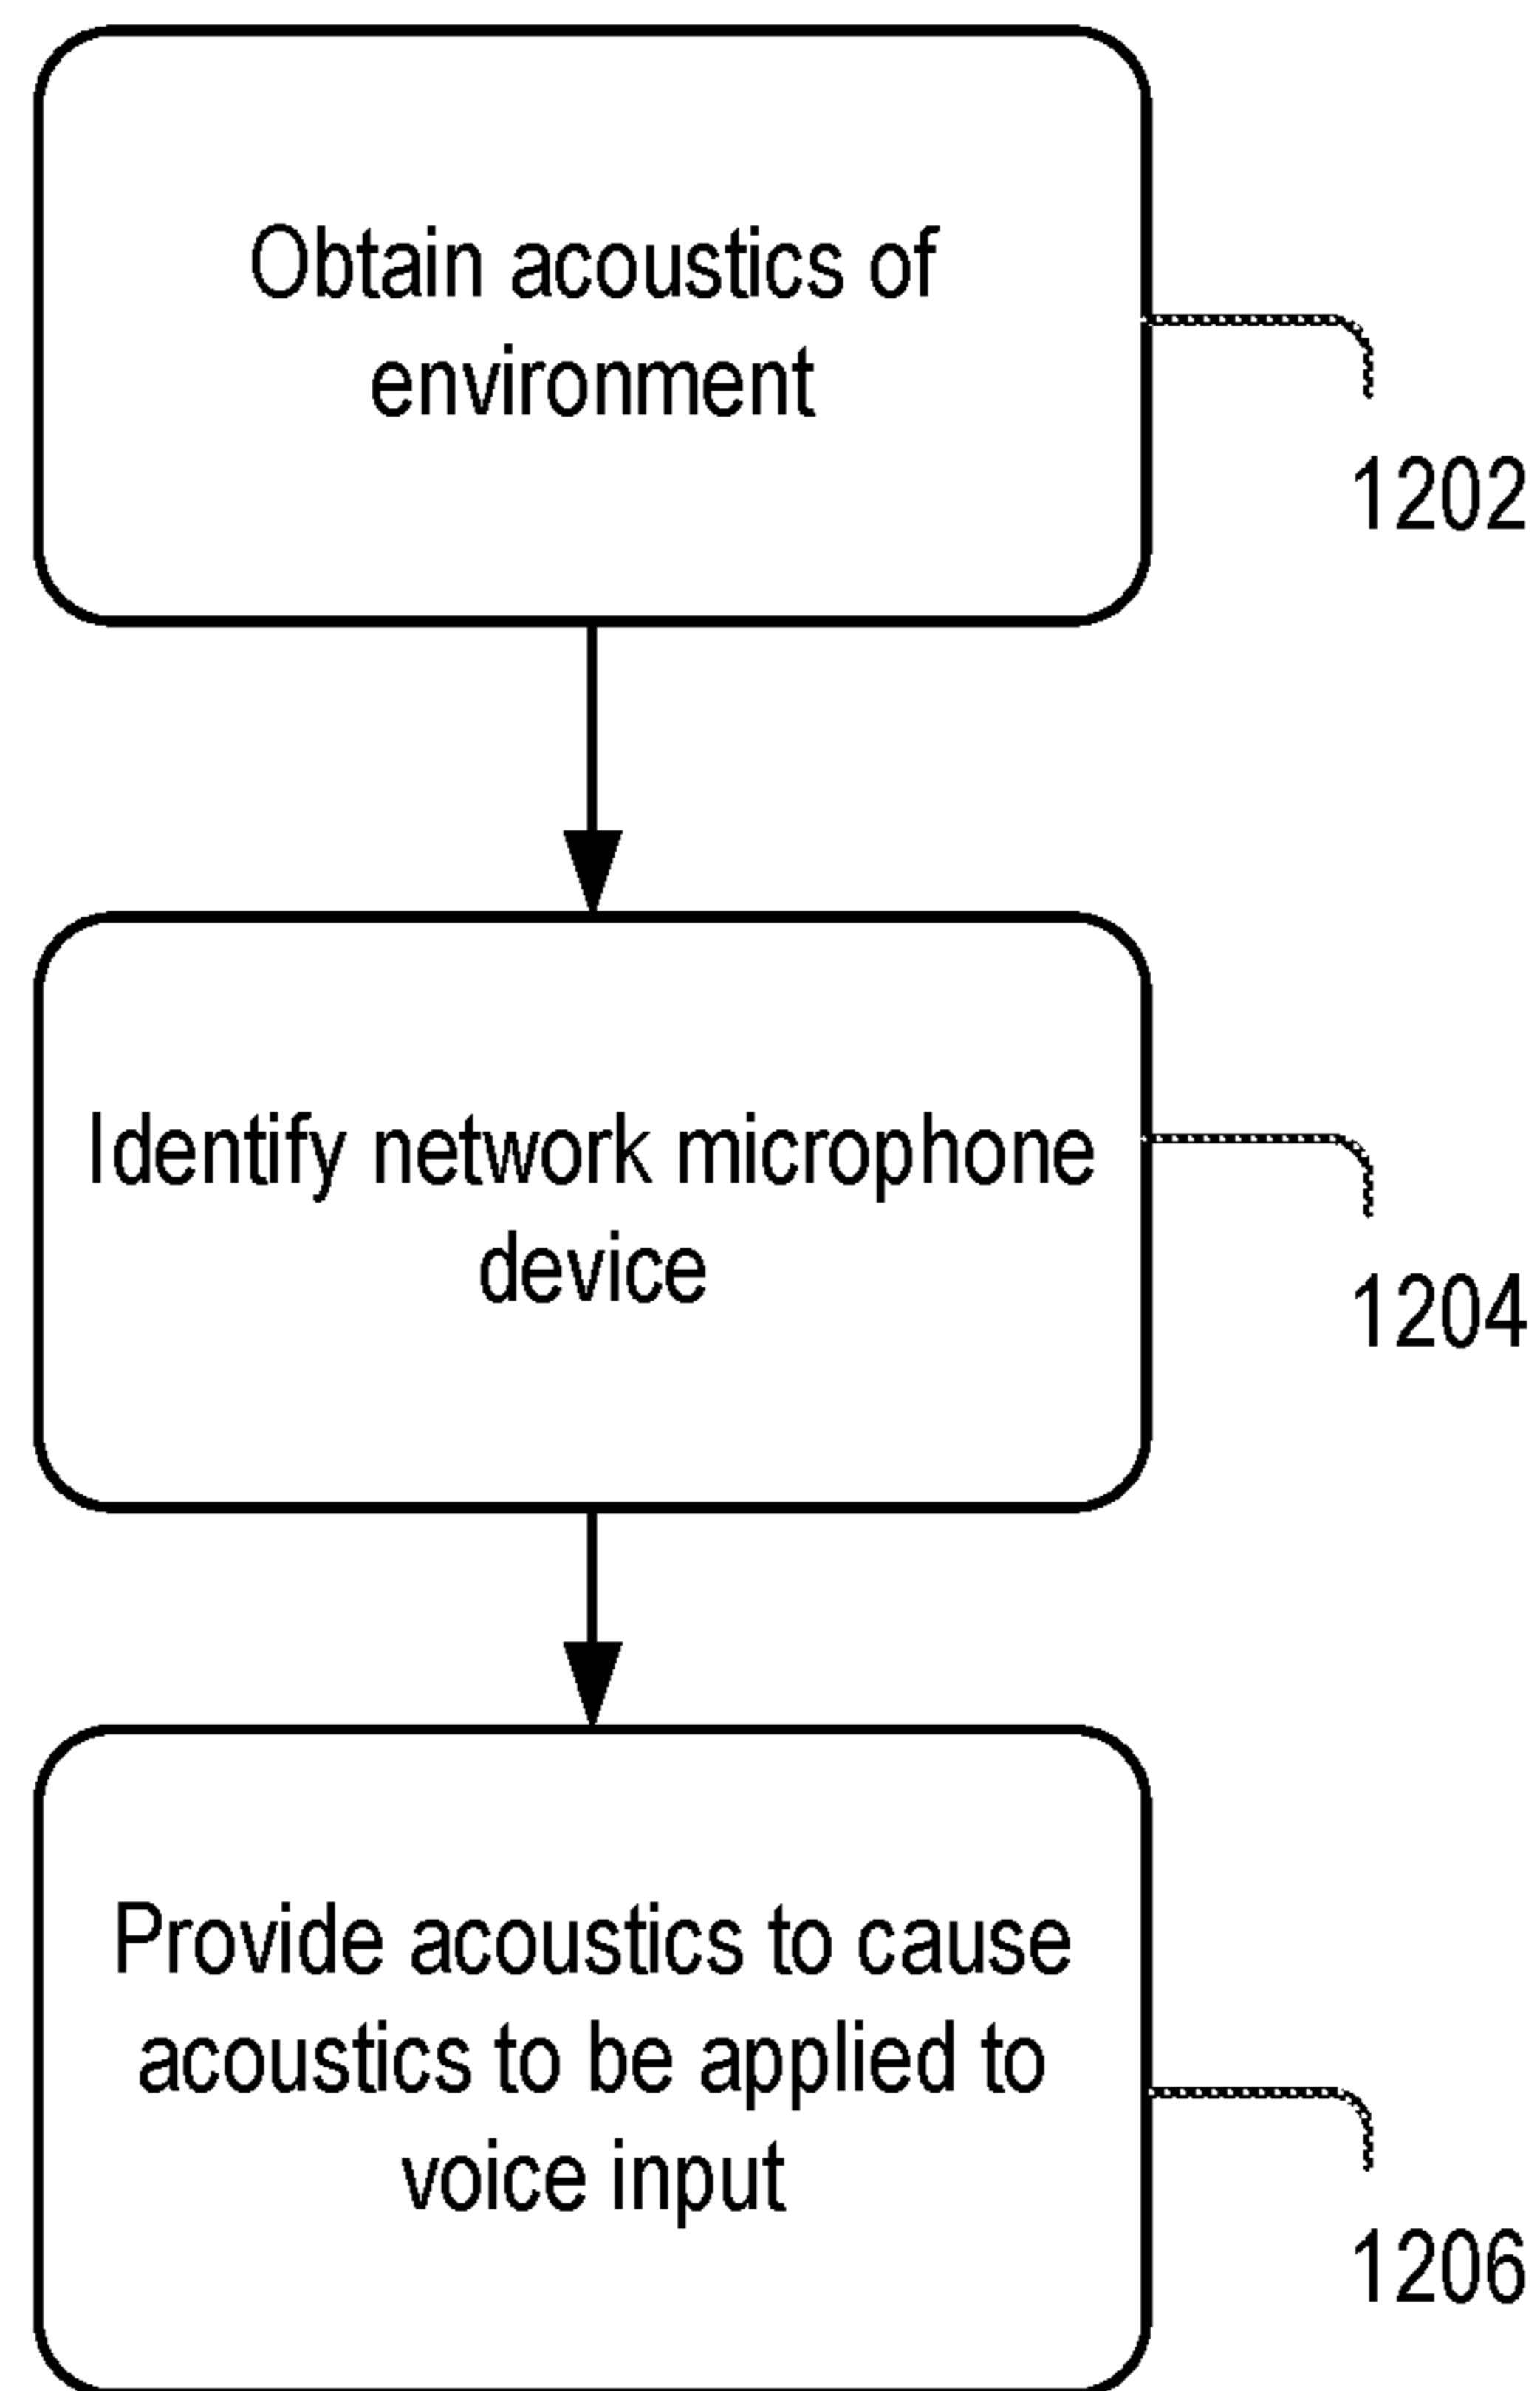 Obtain acoustics of
environment
1202
Identify network microphone
device
1204
Provide acoustics to cause
acoustics to be applied to
voice input
1206